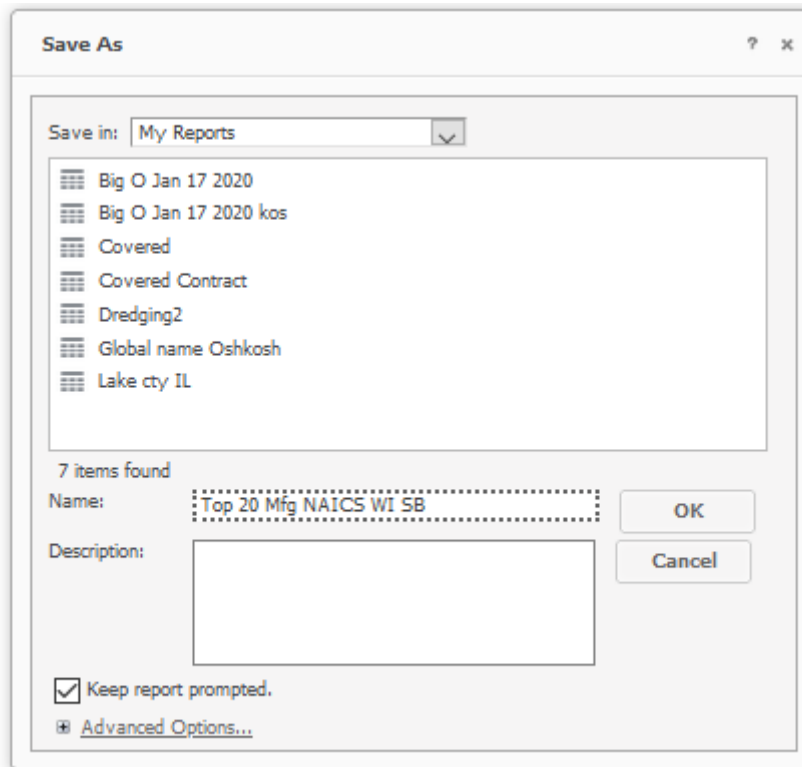 Save As ? x
Save in: My Reports
Big O Jan 17 2020
Big O Jan 17 2020 kos
Covered
Covered Contract
Dredging2
Global name Oshkosh
Lake cty IL
7 items found
Name: Top 20 Mfg NAICS WI SB OK
Description: Cancel
Keep report prompted.
Advanced Options...